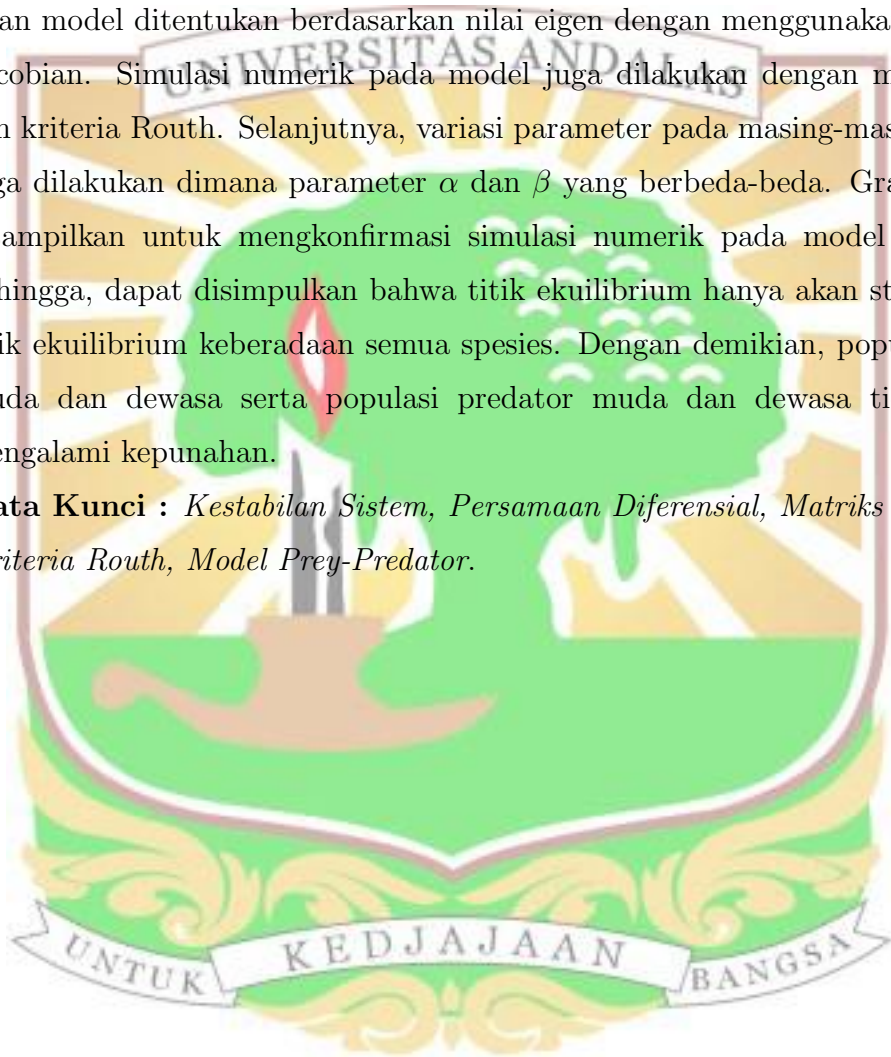 an model ditentukan berdasarkan nilai eigen dengan menggunaka
cobian. Simulasi numerik pada model juga dilakukan dengan m
n kriteria Routh. Selanjutnya, variasi parameter pada masing-mas
ga dilakukan dimana parameter α dan β yang berbeda-beda. Gra
ampilkan untuk mengkonfirmasi simulasi numerik pada model
hingga, dapat disimpulkan bahwa titik ekuilibrium hanya akan st
ik ekuilibrium keberadaan semua spesies. Dengan demikian, popu
uda dan dewasa serta populasi predator muda dan dewasa ti
engalami kepunahan.
ata Kunci : Kestabilan Sistem, Persamaan Diferensial, Matriks
riteria Routh, Model Prey-Predator.
UNIVERSITAS ANDALAS
UNTUK KEDJAJAAN BANGSA